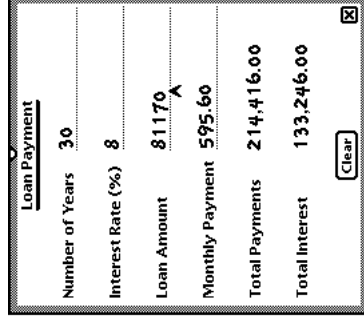 Loan Payment
Number of Years 30
Interest Rate (%) 8
Loan Amount 81170
Monthly Payment 595.60
Total Payments 214,416.00
Total Interest 133,246.00
Clear